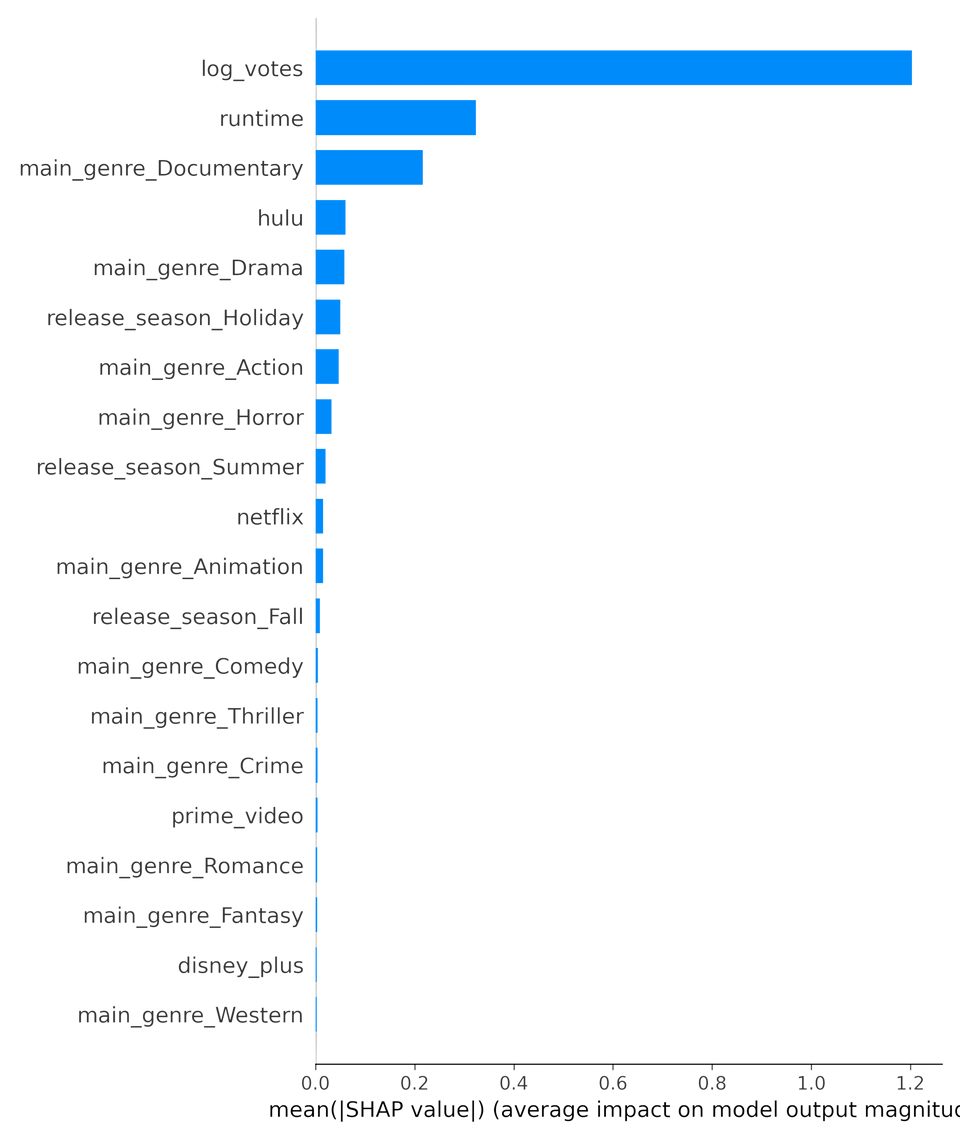 log_votes
runtime
main_genre_Documentary
hulu
main_genre_Drama
release_season_Holiday
main_genre_Action
main_genre_Horror
release_season_Summer
netflix
main_genre_Animation
release_season_Fall
main_genre_Comedy
main_genre_Thriller
main_genre_Crime
prime_video
main_genre_Romance
main_genre_Fantasy
disney_plus
main_genre_Western
0.0 0.2 0.4 0.6 0.8 1.0 1.2
mean(|SHAP value|) (average impact on model output